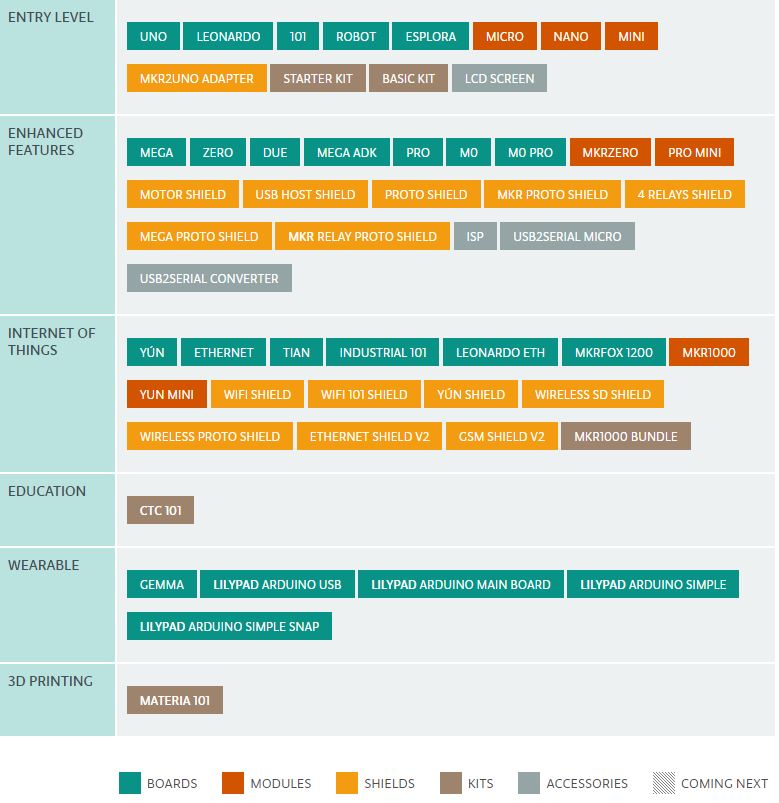 ENTRY LEVEL
UNO LEONARDO 101 ROBOT ESPLORA MICRO NANO MINI
MKR2UNO ADAPTER STARTER KIT BASIC KIT LCD SCREEN
ENHANCED
FEATURES
MEGA ZERO DUE MEGA ADK PRO M0 M0 PRO MKRZERO PRO MINI
MOTOR SHIELD USB HOST SHIELD PROTO SHIELD MKR PROTO SHIELD 4 RELAYS SHIELD
MEGA PROTO SHIELD MKR RELAY PROTO SHIELD ISP USB2SERIAL MICRO
USB2SERIAL CONVERTER
INTERNET OF
THINGS
YÚN ETHERNET TIAN INDUSTRIAL 101 LEONARDO ETH MKRFOX 1200 MKR1000
YUN MINI WIFI SHIELD WIFI 101 SHIELD YÚN SHIELD WIRELESS SD SHIELD
WIRELESS PROTO SHIELD ETHERNET SHIELD V2 GSM SHIELD V2 MKR1000 BUNDLE
EDUCATION
CTC 101
WEARABLE
GEMMA LILYPAD ARDUINO USB LILYPAD ARDUINO MAIN BOARD LILYPAD ARDUINO SIMPLE
LILYPAD ARDUINO SIMPLE SNAP
3D PRINTING
MATERIA 101
BOARDS MODULES SHIELDS KITS ACCESSORIES COMING NEXT